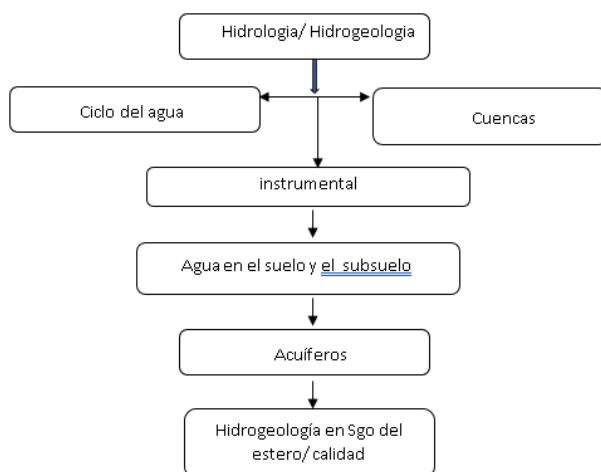 Hidrologia/ Hidrogeologia
Ciclo del agua
Cuencas
instrumental
Agua en el suelo y el subsuelo
Acuíferos
Hidrogeología en Sgo del
estero/ calidad